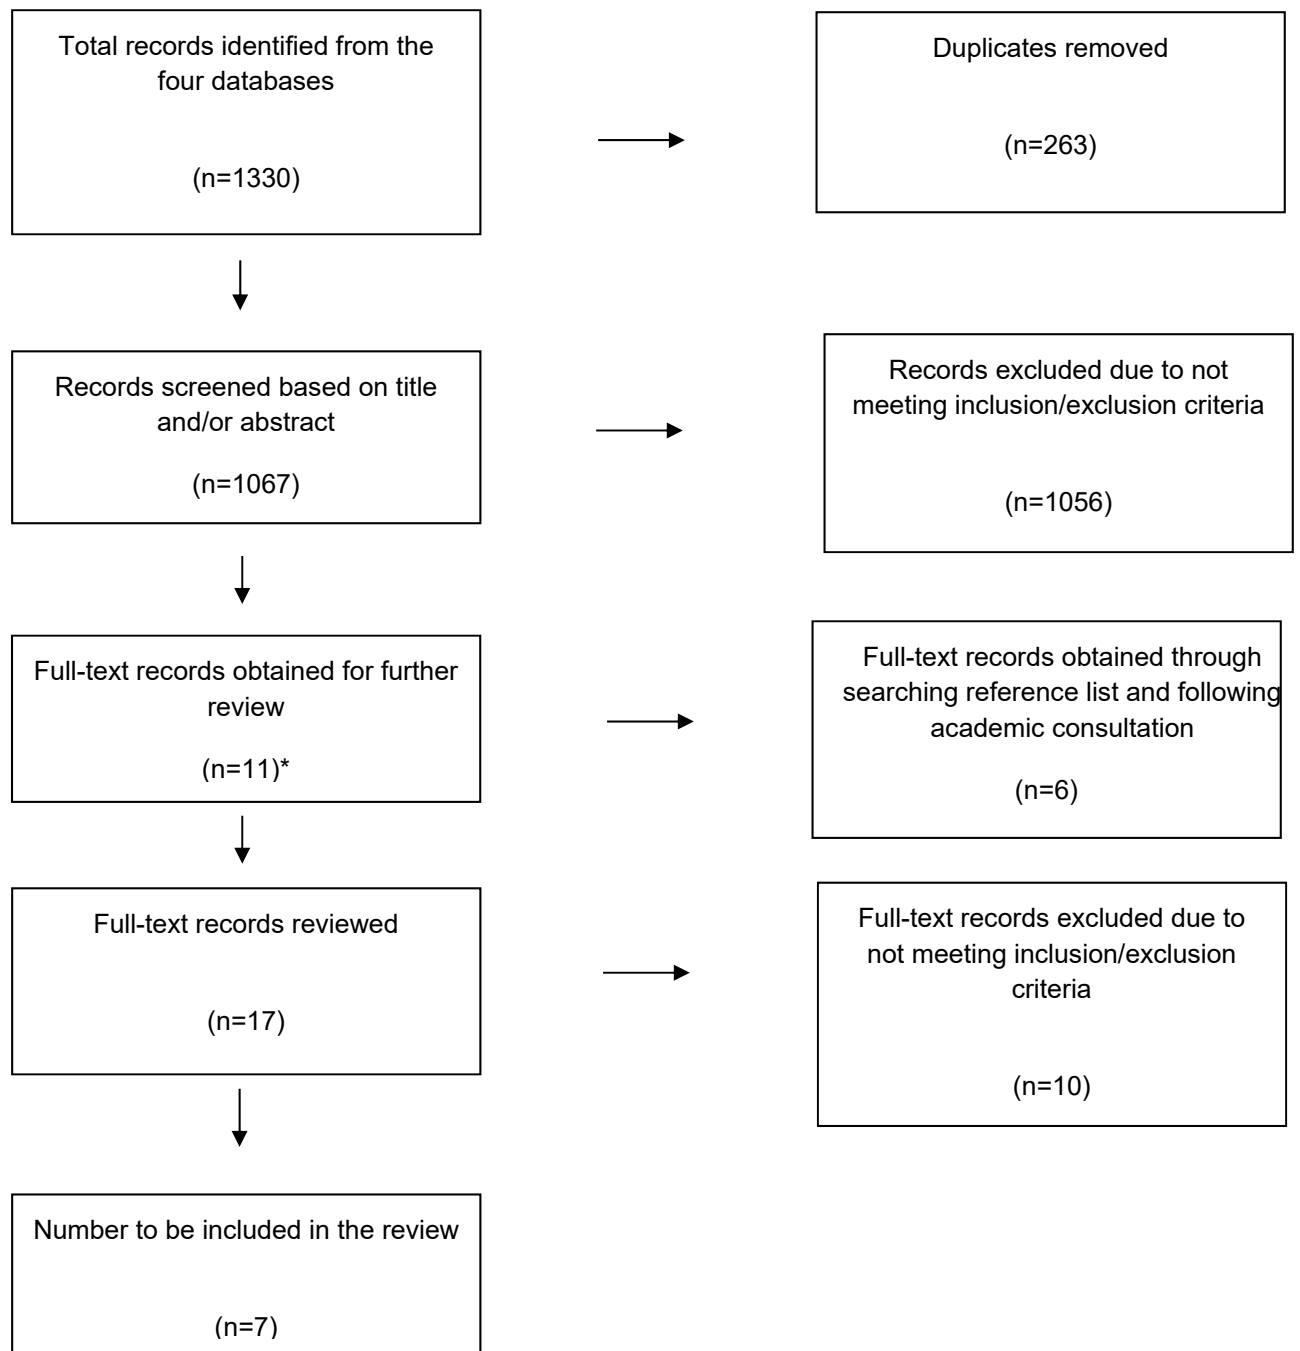 Total records identified from the
four databases
(n=1330)
Duplicates removed
(n=263)
Records screened based on title
and/or abstract
(n=1067)
Records excluded due to not
meeting inclusion/exclusion criteria
(n=1056)
Full-text records obtained for further
review
(n=11)*
Full-text records obtained through
searching reference list and following
academic consultation
(n=6)
Full-text records reviewed
(n=17)
Full-text records excluded due to
not meeting inclusion/exclusion
criteria
(n=10)
Number to be included in the review
(n=7)